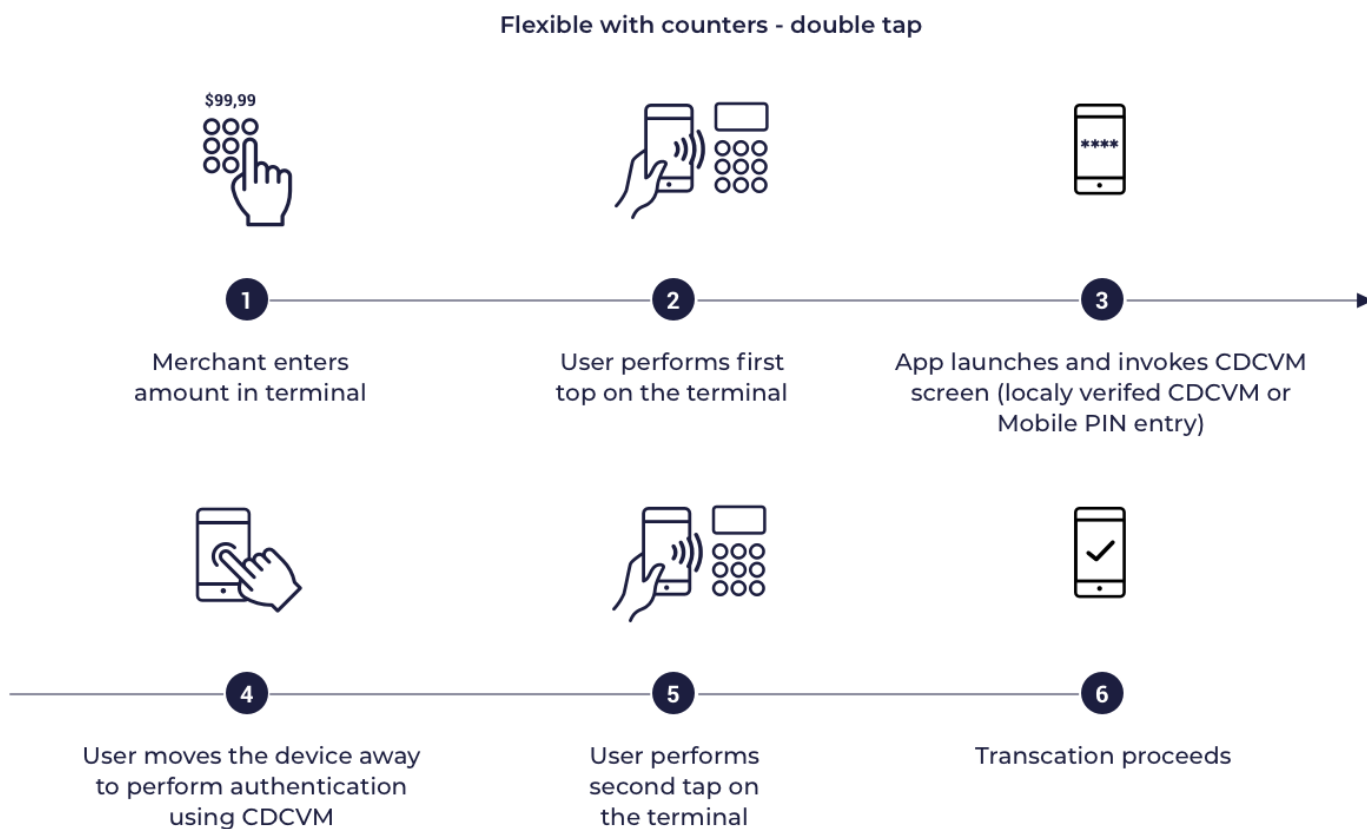 Flexible with counters - double tap
$99,99
****
1
2
3
Merchant enters
amount in terminal
User performs first
top on the terminal
App launches and invokes CDCVM
screen (localy verifed CDCVM or
Mobile PIN entry)
4
5
6
User moves the device away
to perform authentication
using CDCVM
User performs
second tap on
the terminal
Transcation proceeds